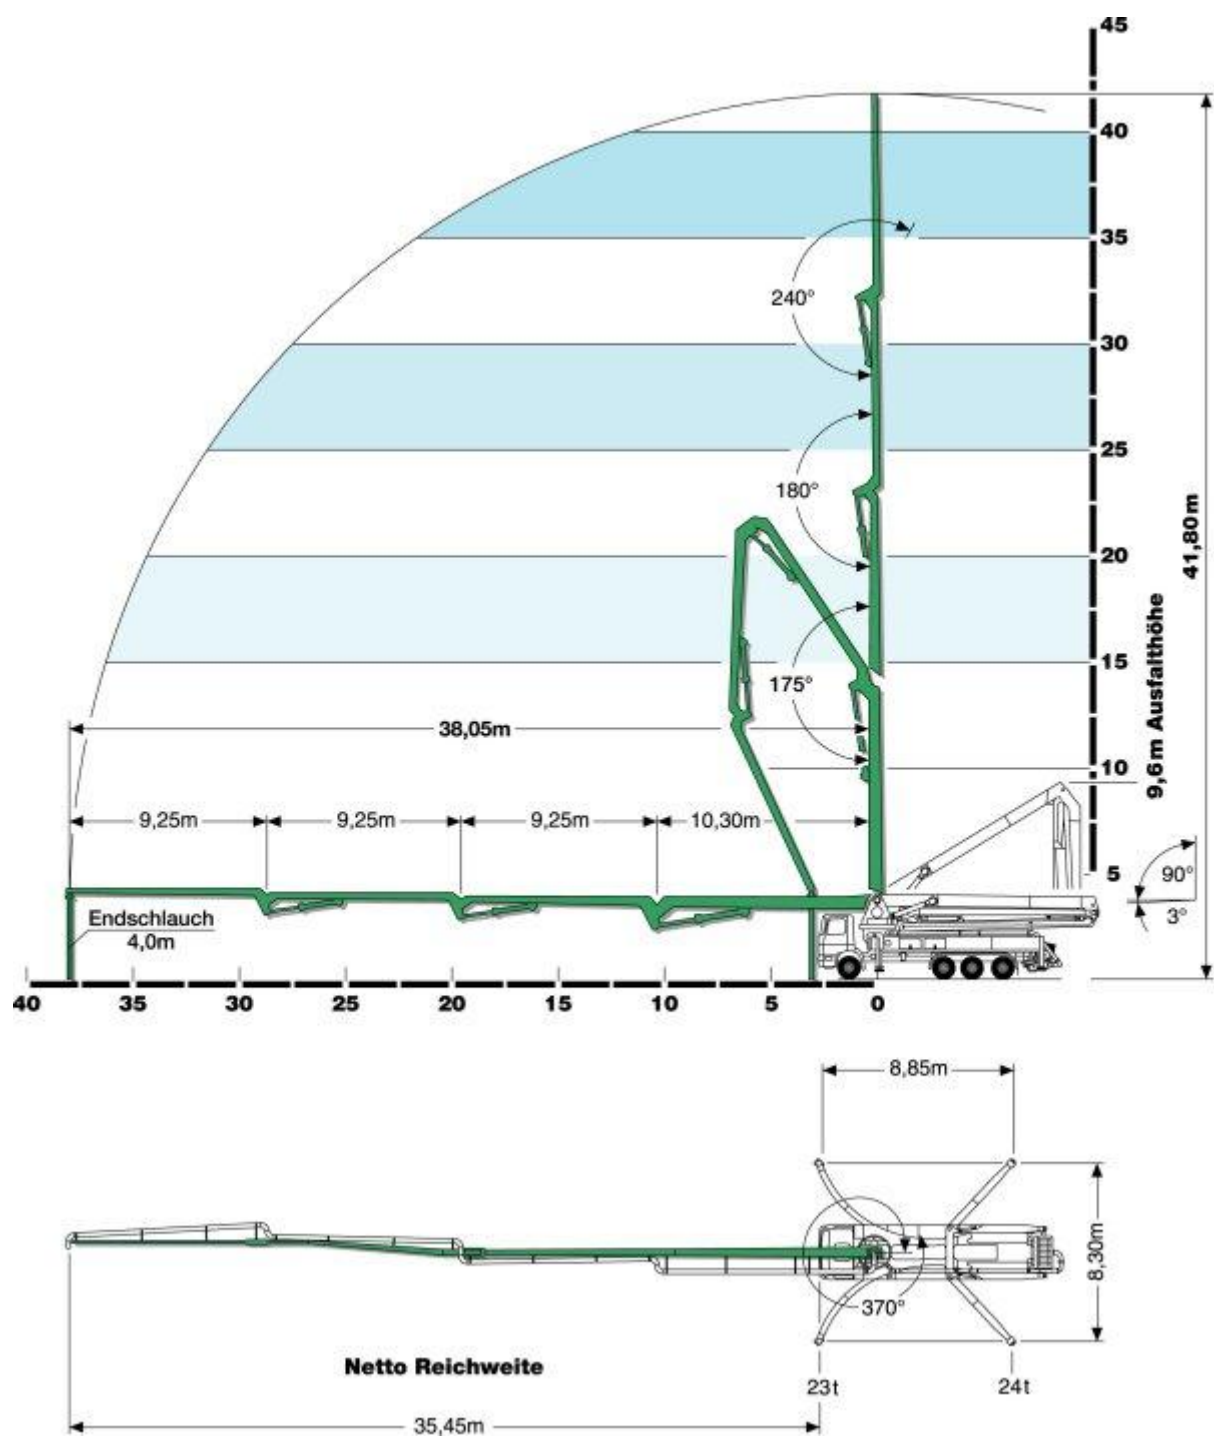 45
40
35
240°
30
25
180°
20
41,80m
9,6m Ausfalthöhe
15
175°
38,05m
10
9,25m
9,25m
9,25m
10,30m
5
90°
3°
Endschlauch
4,0m
40
35
30
25
20
15
10
5
0
8,85m
8,30m
370°
Netto Reichweite
23t
24t
35,45m